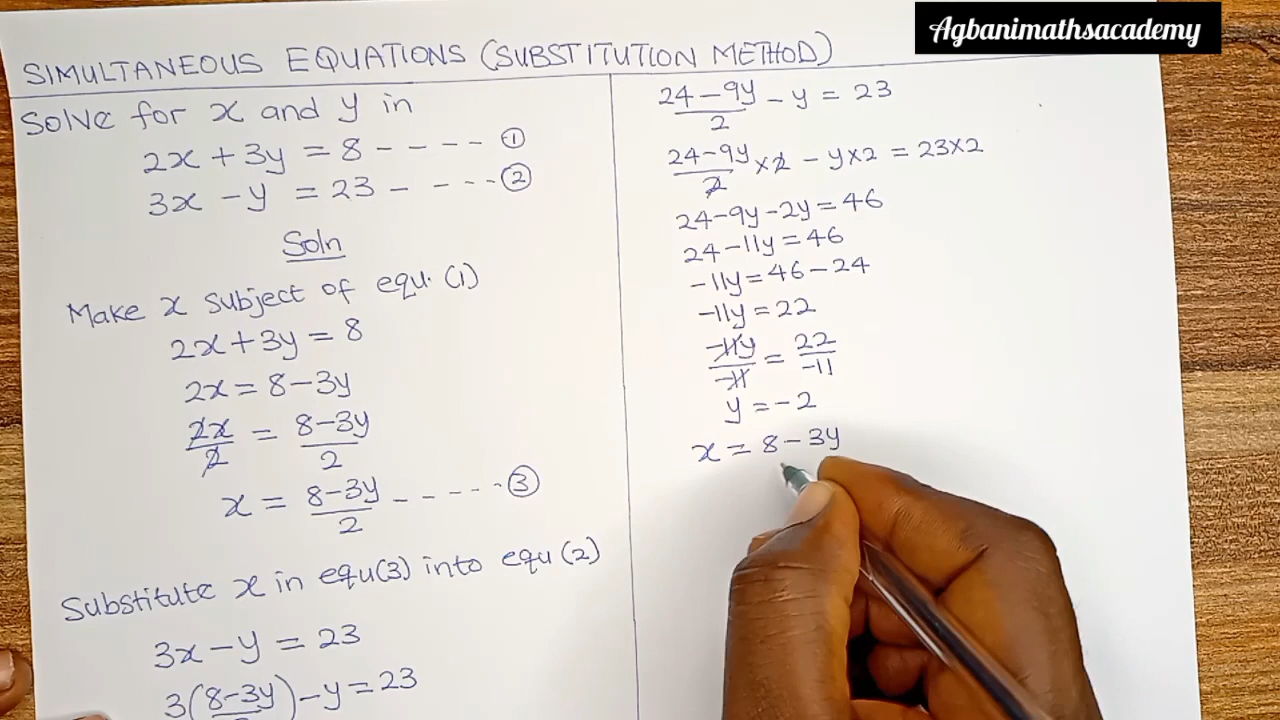 Agbanimathsacademy
SIMULTANEOUS EQUATIONS (SUBSTITUTION METHOD)
Solve for x and y in
2x + 3y = 8 - - - - - ①
3x - y = 23 - - - - - ②
Soln
Make x subject of equ. (1)
2x + 3y = 8
2x = 8 - 3y
2x/2 = 8-3y/2
x = 8-3y/2 - - - - - ③
Substitute x in equ(3) into equ(2)
3x - y = 23
3(8-3y) - y = 23
24-9y/2 - y = 23
24-9y/2 × 2 - y×2 = 23×2
24-9y-2y = 46
24-11y = 46
-11y = 46-24
-11y = 22
-11y/-11 = 22/-11
y = -2
x = 8 - 3y